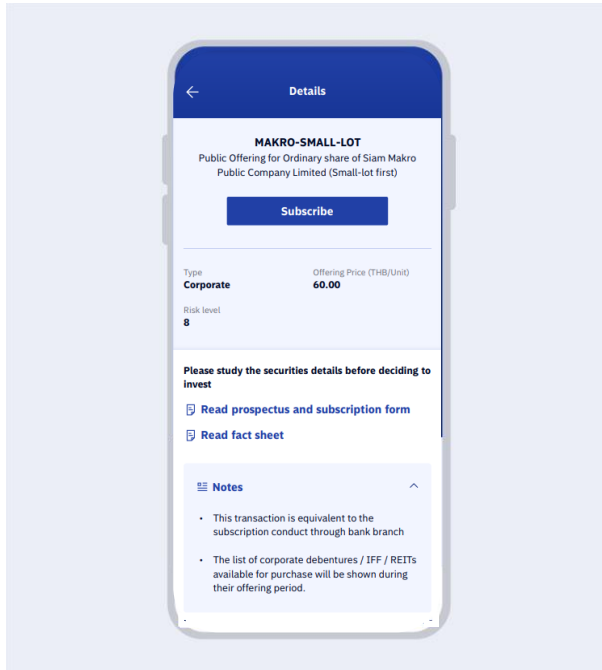 Details
MAKRO-SMALL-LOT
Public Offering for Ordinary share of Siam Makro
Public Company Limited (Small-lot first)
Subscribe
Type
Offering Price (THB/Unit)
Corporate
60.00
Risk level
8
Please study the securities details before deciding to
invest
Read prospectus and subscription form
Read fact sheet
Notes
• This transaction is equivalent to the
subscription conduct through bank branch
• The list of corporate debentures / IFF / REITs
available for purchase will be shown during
their offering period.